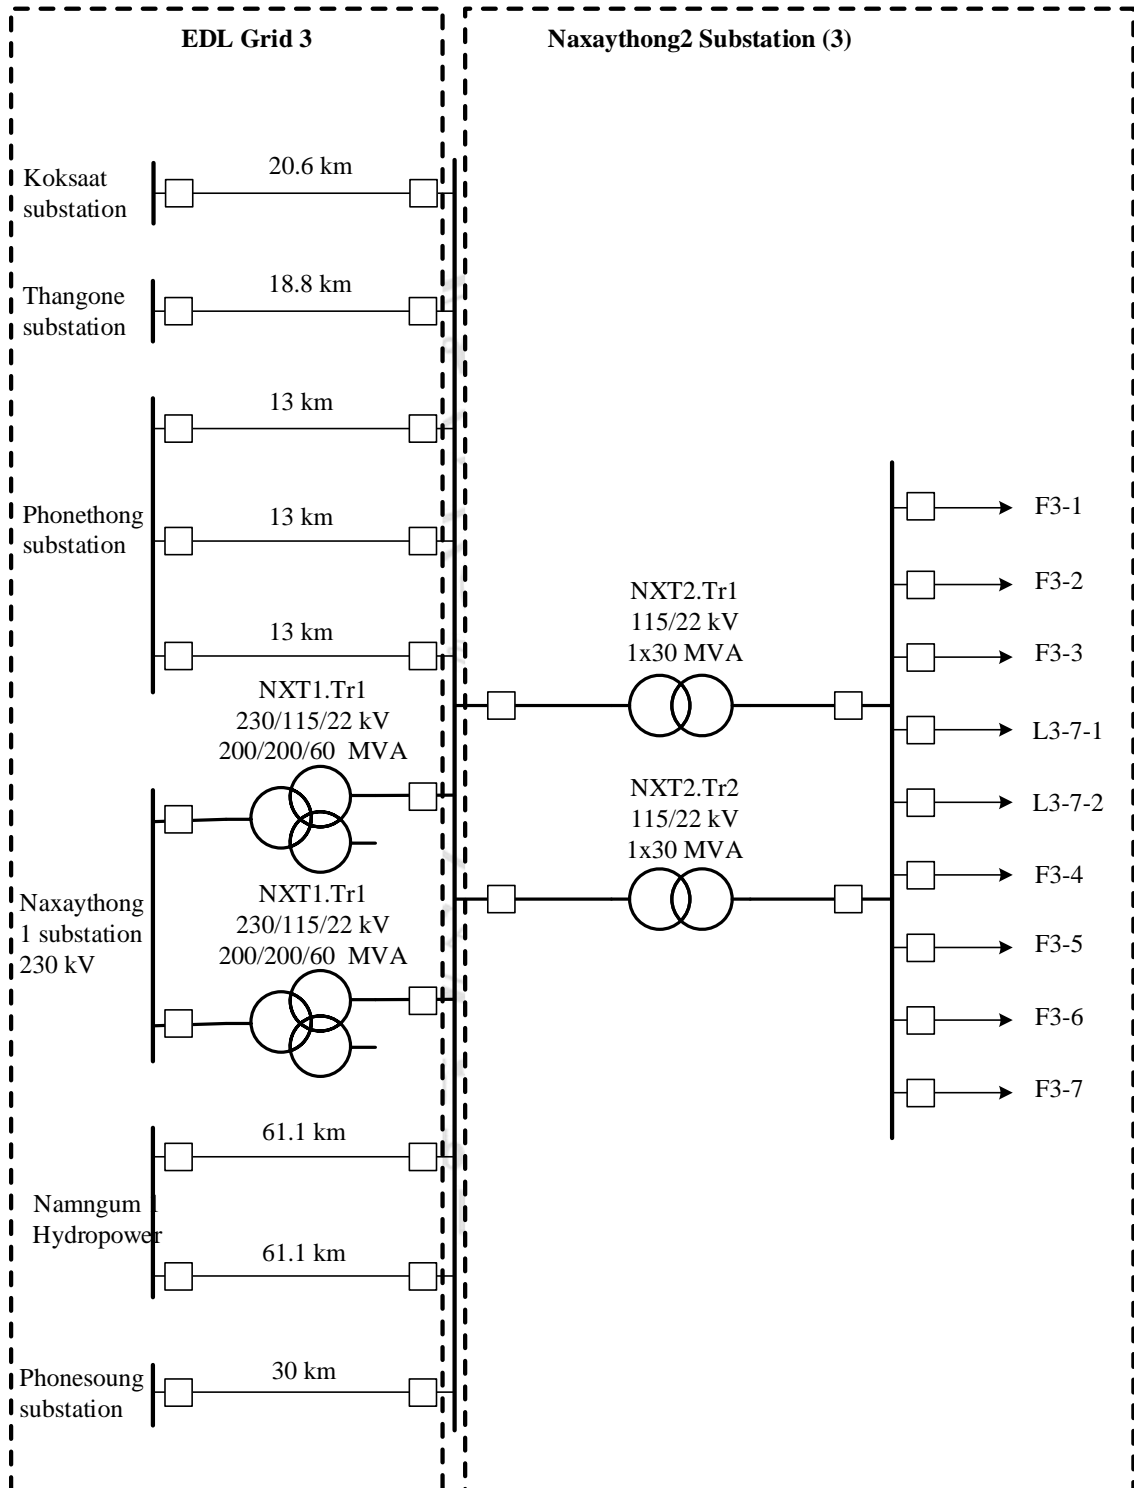 EDL Grid 3
Naxaythong2 Substation (3)
Koksaat
substation
20.6 km
Thangone
substation
18.8 km
13 km
Phonethong
substation
13 km
13 km
NXT1.Tr1
230/115/22 kV
200/200/60 MVA
Naxaythong
1 substation
230 kV
NXT1.Tr1
230/115/22 kV
200/200/60 MVA
61.1 km
Namngum 1
Hydropower
61.1 km
Phonesoung
substation
30 km
NXT2.Tr1
115/22 kV
1x30 MVA
NXT2.Tr2
115/22 kV
1x30 MVA
F3-1
F3-2
F3-3
L3-7-1
L3-7-2
F3-4
F3-5
F3-6
F3-7